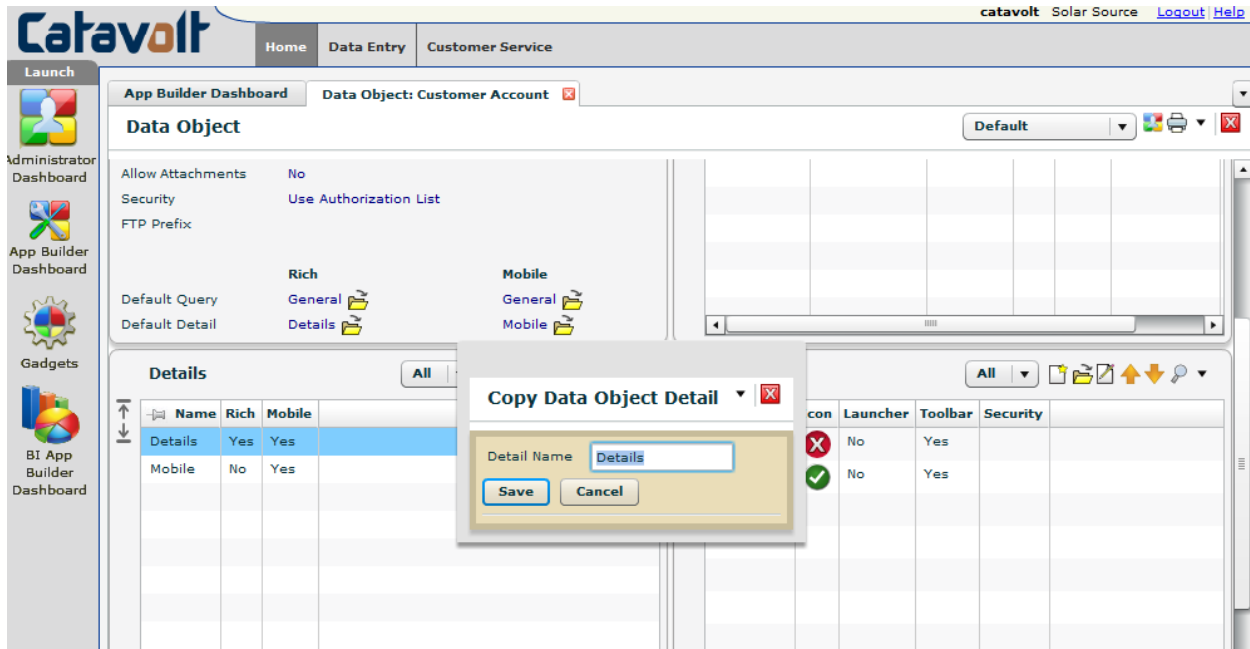 catavolt Solar Source Logout Help
Catavolt
Home Data Entry Customer Service
Launch
App Builder Dashboard Data Object: Customer Account
Data Object Default
Administrator
Dashboard
App Builder
Dashboard
Gadgets
BI App
Builder
Dashboard
Allow Attachments No
Security Use Authorization List
FTP Prefix
Rich Mobile
Default Query General General
Default Detail Details Mobile
Details All All
Name Rich Mobile
Details Yes Yes
Mobile No Yes
Copy Data Object Detail
Detail Name Details
Save Cancel
con Launcher Toolbar Security
No Yes
No Yes